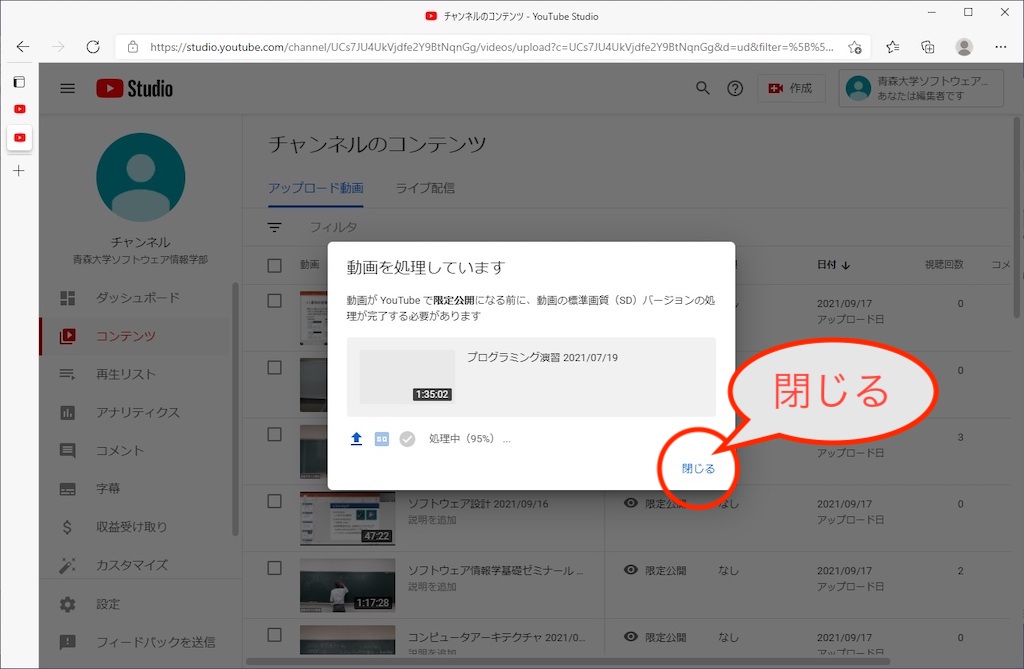 チャンネルのコンテンツ - YouTube Studio
https://studio.youtube.com/channel/UCs7JU4UkVjdfe2Y9BtNqnGg/videos/upload?c=UCs7JU4UkVjdfe2Y9BtNqnGg&d=ud&filter=%5B%5...
Studio
作成
青森大学ソフトウェア...
あなたは編集者です
チャンネル
青森大学ソフトウェア情報学部
ダッシュボード
コンテンツ
再生リスト
アナリティクス
コメント
字幕
収益受け取り
カスタマイズ
設定
フィードバックを送信
チャンネルのコンテンツ
アップロード動画
ライブ配信
フィルタ
動画
日付
視聴回数
コメ
2021/09/17
アップロード日
0
0
アップロード日
3
動画を処理しています
動画が YouTube で限定公開になる前に、動画の標準画質（SD）バージョンの処
理が完了する必要があります
プログラミング演習 2021/07/19
1:35:02
SD
処理中（95%）...
閉じる
閉じる
ソフトウェア設計 2021/09/16
説明を追加
47:22
限定公開
なし
2021/09/17
アップロード日
0
ソフトウェア情報学基礎ゼミナール ...
説明を追加
1:17:28
限定公開
なし
2021/09/17
アップロード日
2
コンピュータアーキテクチャ 2021/0...
説明を追加
限定公開
なし
2021/09/17
アップロード日
0